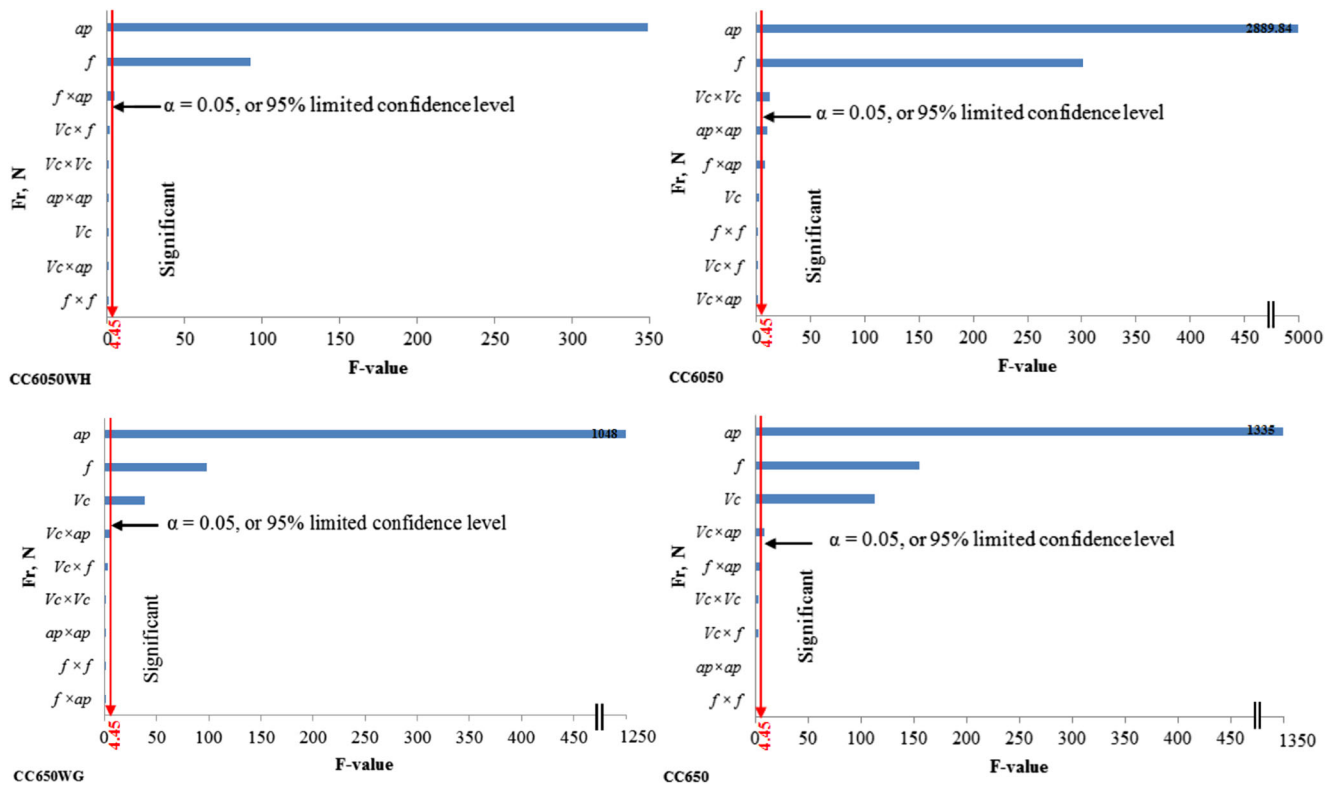 Fr, N
ap
f
f ×ap
Vc × f
Vc ×Vc
ap ×ap
Vc
Vc ×ap
f × f
α = 0.05, or 95% limited confidence level
Significant
0 50 100 150 200 250 300 350
4.45
F-value
CC6050WH
Fr, N
ap
f
Vc ×Vc
ap ×ap
f ×ap
Vc
f × f
Vc × f
Vc ×ap
2889.84
α = 0.05, or 95% limited confidence level
Significant
0 50 100 150 200 250 300 350 400 450 5000
4.45
F-value
CC6050
Fr, N
ap
f
Vc
Vc ×ap
Vc × f
Vc ×Vc
ap ×ap
f × f
f ×ap
1048
α = 0.05, or 95% limited confidence level
Significant
0 50 100 150 200 250 300 350 400 450 1250
4.45
F-value
CC650WG
Fr, N
ap
f
Vc
Vc ×ap
f ×ap
Vc ×Vc
Vc × f
ap ×ap
f × f
1335
α = 0.05, or 95% limited confidence level
Significant
0 50 100 150 200 250 300 350 400 450 1350
4.45
F-value
CC650